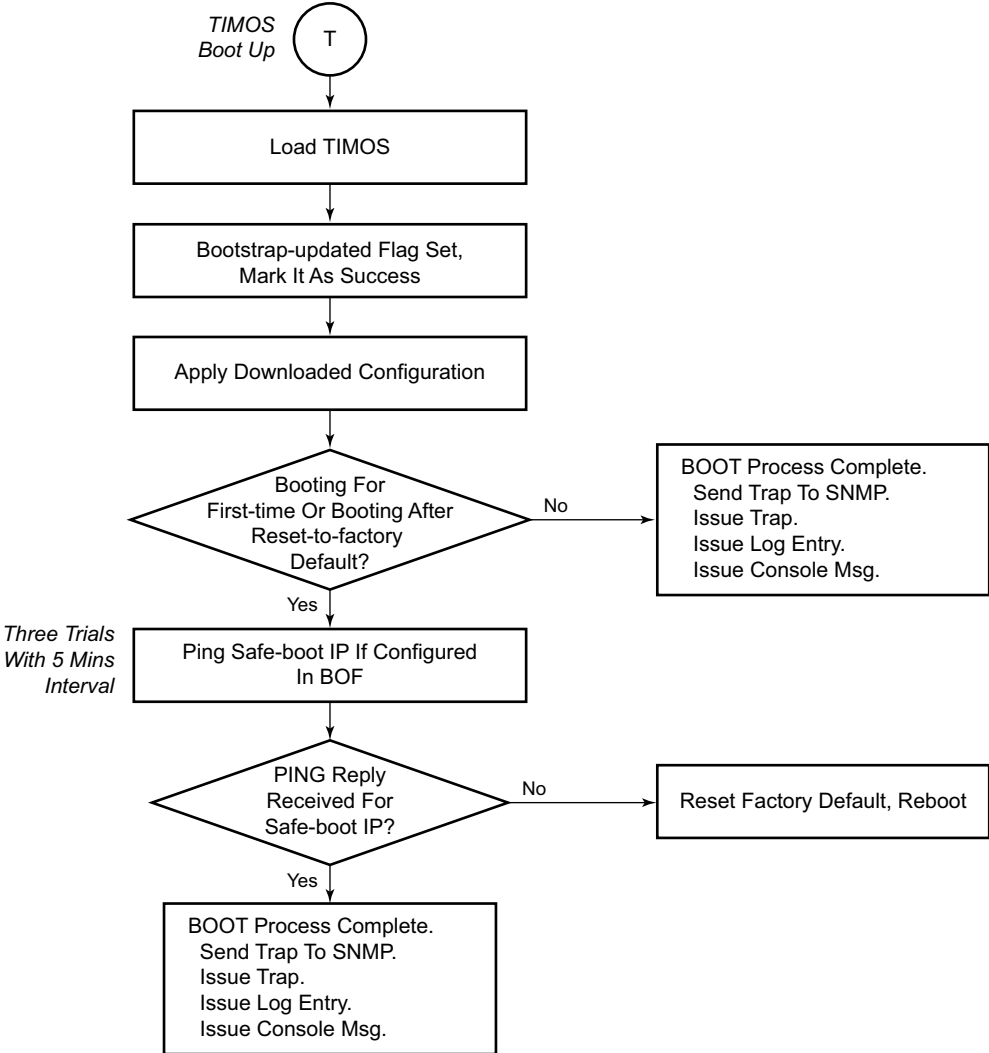 TIMOS
Boot Up
T
Load TIMOS
Bootstrap-updated Flag Set,
Mark It As Success
Apply Downloaded Configuration
Booting For
First-time Or Booting After
Reset-to-factory
Default?
No
BOOT Process Complete.
Send Trap To SNMP.
Issue Trap.
Issue Log Entry.
Issue Console Msg.
Yes
Three Trials
With 5 Mins
Interval
Ping Safe-boot IP If Configured
In BOF
PING Reply
Received For
Safe-boot IP?
No
Reset Factory Default, Reboot
Yes
BOOT Process Complete.
Send Trap To SNMP.
Issue Trap.
Issue Log Entry.
Issue Console Msg.